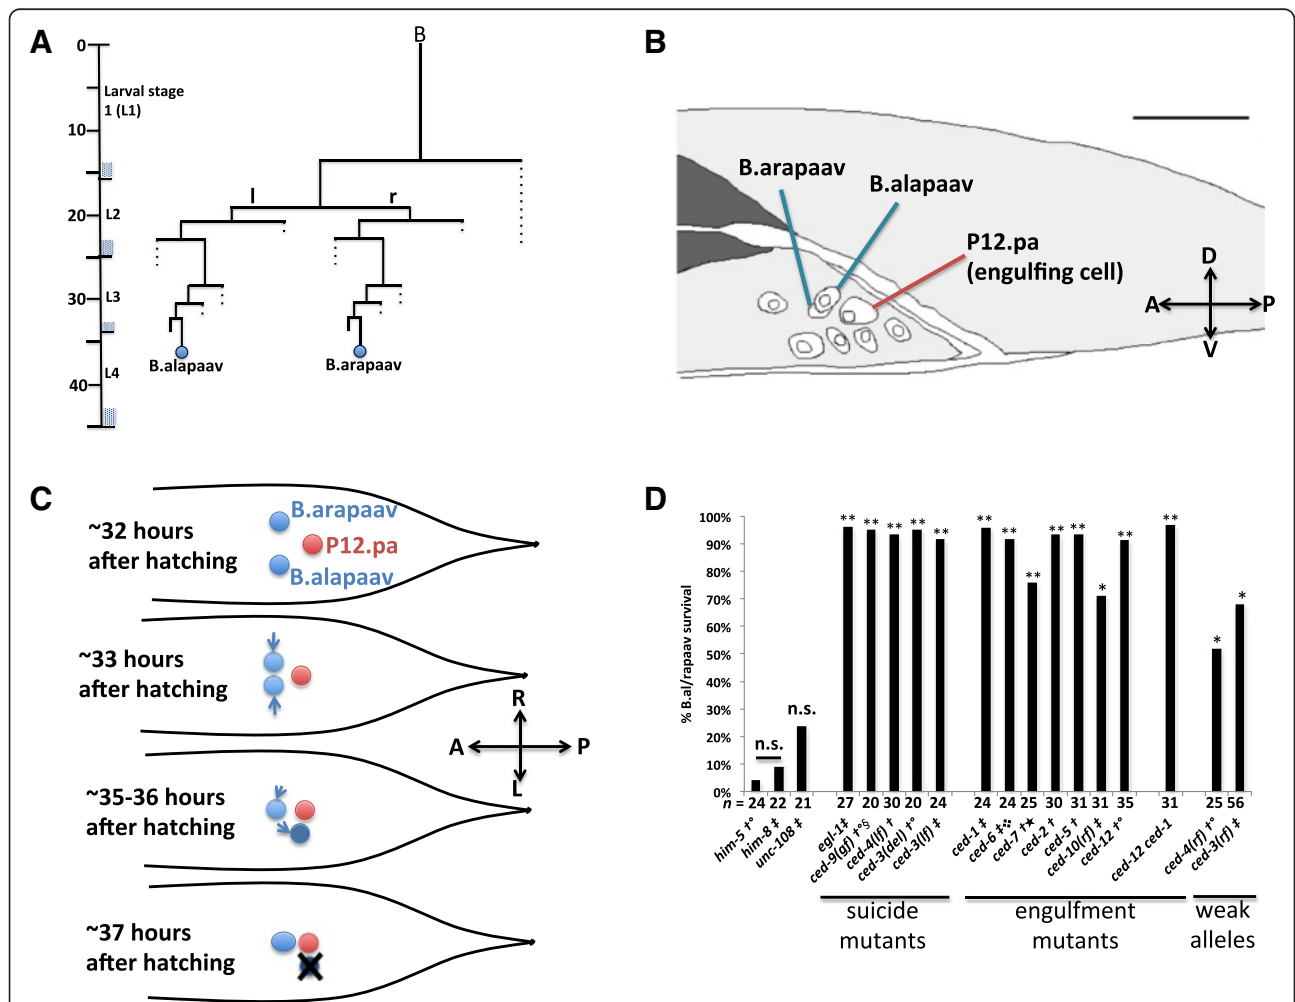 A
B
0
Larval stage
1 (L1)
10
l
r
20
L2
30
L3
L4
40
B.alapaav
B.arapaav
B
B.arapaav
B.alapaav
P12.pa
(engulfing cell)
D
A
P
V
C
~32 hours
after hatching
B.arapaav
P12.pa
B.alapaav
~33 hours
after hatching
R
A
P
L
~35-36 hours
after hatching
~37 hours
after hatching
D
% B.al/rapaav survival
100%
90%
80%
70%
60%
50%
40%
30%
20%
10%
0%
n.s.
n.s.
** ** ** ** **
** ** ** ** ** * **
**
* *
n = 24 22 21 27 20 30 20 24 24 24 25 30 31 31 35 31 25 56
him-5 †°
him-8 ‡
unc-108 ‡
egl-1‡
ced-9(gf) †°§
ced-4(lf) †
ced-3(del) †°
ced-3(lf) ‡
ced-1 ‡
ced-6 ‡❖
ced-7 †★
ced-2 †
ced-5 †
ced-10(rf) ‡
ced-12 †°
ced-12 ced-1
ced-4(rf) †°
ced-3(rf) ‡
suicide
mutants
engulfment
mutants
weak
alleles